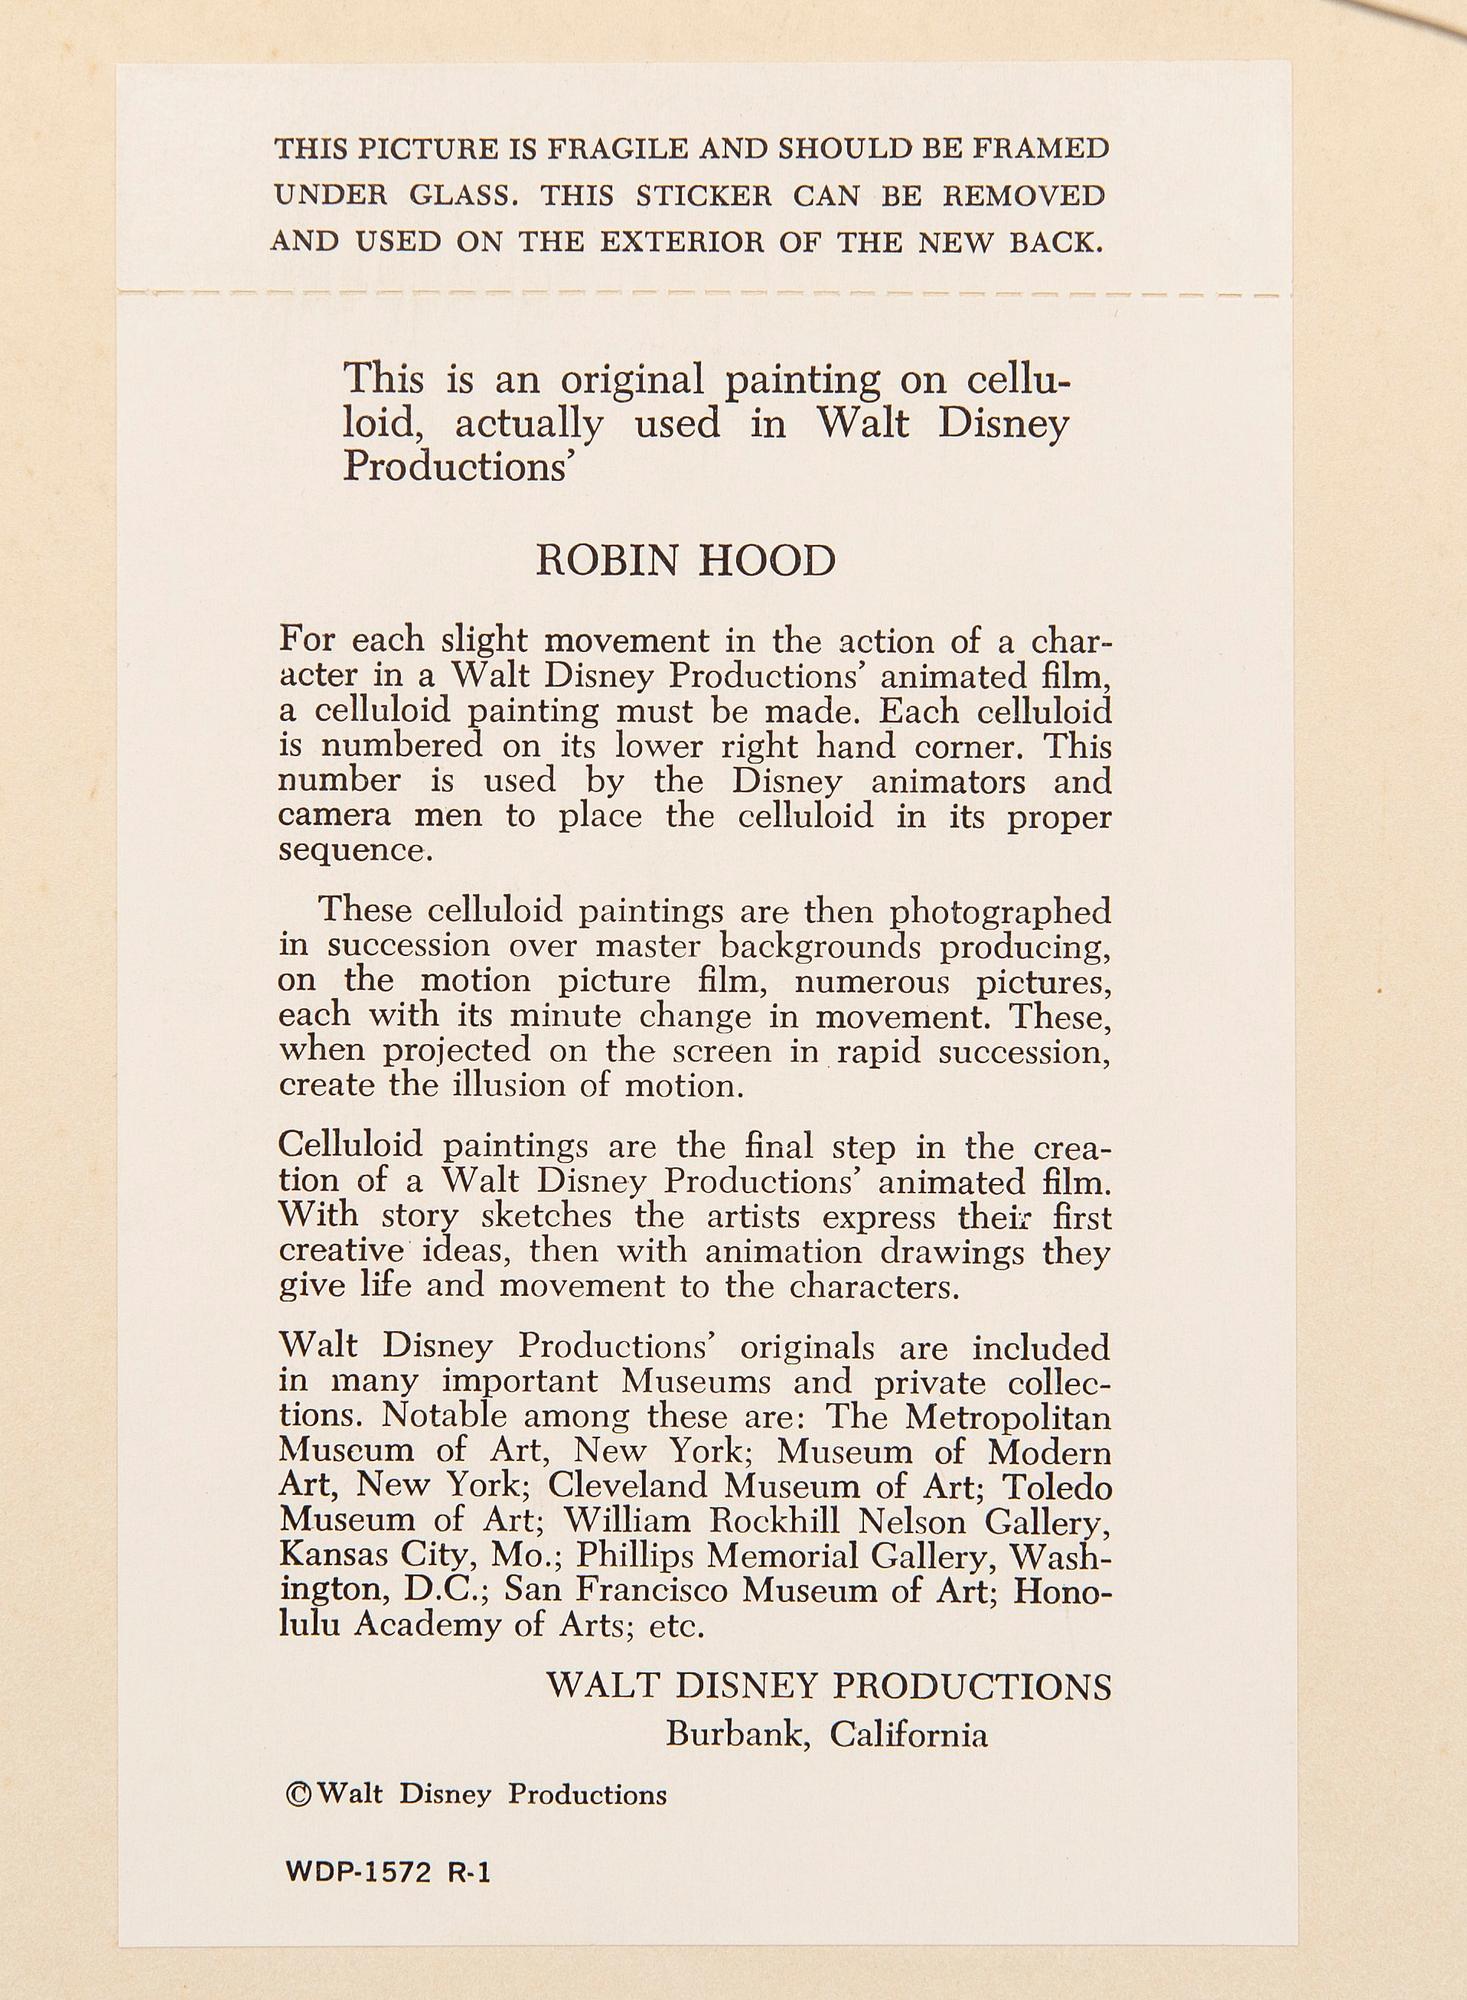 THIS PICTURE IS FRAGILE AND SHOULD BE FRAMED
UNDER GLASS. THIS STICKER CAN BE REMOVED
AND USED ON THE EXTERIOR OF THE NEW BACK.
This is an original painting on cellu-
loid, actually used in Walt Disney
Productions’
ROBIN HOOD
For each slight movement in the action of a char-
acter in a Walt Disney Productions’ animated film,
a celluloid painting must be made. Each celluloid
is numbered on its lower right hand corner. This
number is used by the Disney animators and
camera men to place the celluloid in its proper
sequence.
These celluloid paintings are then photographed
in succession over master backgrounds producing,
on the motion picture film, numerous pictures,
each with its minute change in movement. These,
when projected on the screen in rapid succession,
create the illusion of motion.
Celluloid paintings are the final step in the crea-
tion of a Walt Disney Productions’ animated film.
With story sketches the artists express their first
creative ideas, then with animation drawings they
give life and movement to the characters.
Walt Disney Productions’ originals are included
in many important Museums and private collec-
tions. Notable among these are: The Metropolitan
Museum of Art, New York; Museum of Modern
Art, New York; Cleveland Museum of Art; Toledo
Museum of Art; William Rockhill Nelson Gallery,
Kansas City, Mo.; Phillips Memorial Gallery, Wash-
ington, D.C.; San Francisco Museum of Art; Hono-
lulu Academy of Arts; etc.
WALT DISNEY PRODUCTIONS
Burbank, California
©Walt Disney Productions
WDP-1572 R-1